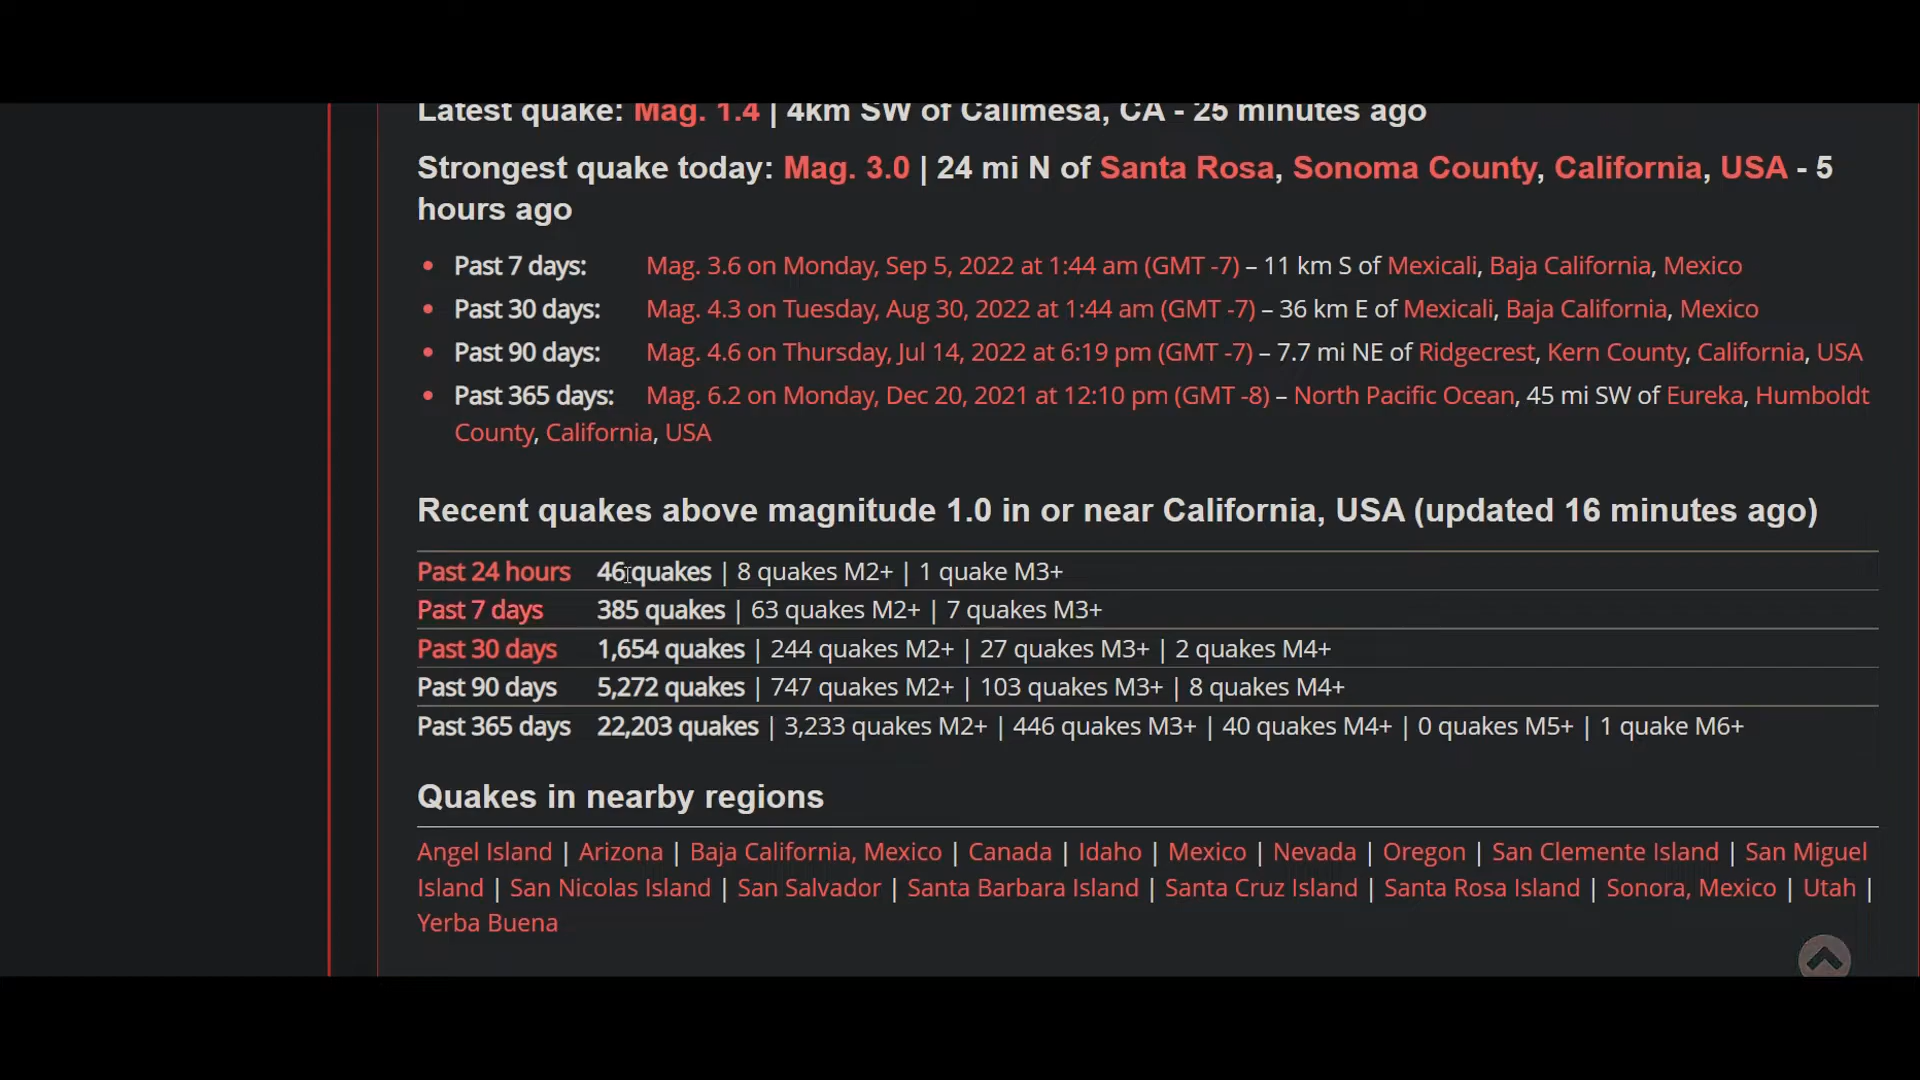 Latest quake: Mag. 1.4 | 4km SW of Calimesa, CA - 25 minutes ago
Strongest quake today: Mag. 3.0 | 24 mi N of Santa Rosa, Sonoma County, California, USA - 5
hours ago
Past 7 days: Mag. 3.6 on Monday, Sep 5, 2022 at 1:44 am (GMT -7) – 11 km S of Mexicali, Baja California, Mexico
Past 30 days: Mag. 4.3 on Tuesday, Aug 30, 2022 at 1:44 am (GMT -7) – 36 km E of Mexicali, Baja California, Mexico
Past 90 days: Mag. 4.6 on Thursday, Jul 14, 2022 at 6:19 pm (GMT -7) – 7.7 mi NE of Ridgecrest, Kern County, California, USA
Past 365 days: Mag. 6.2 on Monday, Dec 20, 2021 at 12:10 pm (GMT -8) – North Pacific Ocean, 45 mi SW of Eureka, Humboldt
County, California, USA
Recent quakes above magnitude 1.0 in or near California, USA (updated 16 minutes ago)
Past 24 hours 46 quakes | 8 quakes M2+ | 1 quake M3+
Past 7 days 385 quakes | 63 quakes M2+ | 7 quakes M3+
Past 30 days 1,654 quakes | 244 quakes M2+ | 27 quakes M3+ | 2 quakes M4+
Past 90 days 5,272 quakes | 747 quakes M2+ | 103 quakes M3+ | 8 quakes M4+
Past 365 days 22,203 quakes | 3,233 quakes M2+ | 446 quakes M3+ | 40 quakes M4+ | 0 quakes M5+ | 1 quake M6+
Quakes in nearby regions
Angel Island | Arizona | Baja California, Mexico | Canada | Idaho | Mexico | Nevada | Oregon | San Clemente Island | San Miguel
Island | San Nicolas Island | San Salvador | Santa Barbara Island | Santa Cruz Island | Santa Rosa Island | Sonora, Mexico | Utah |
Yerba Buena